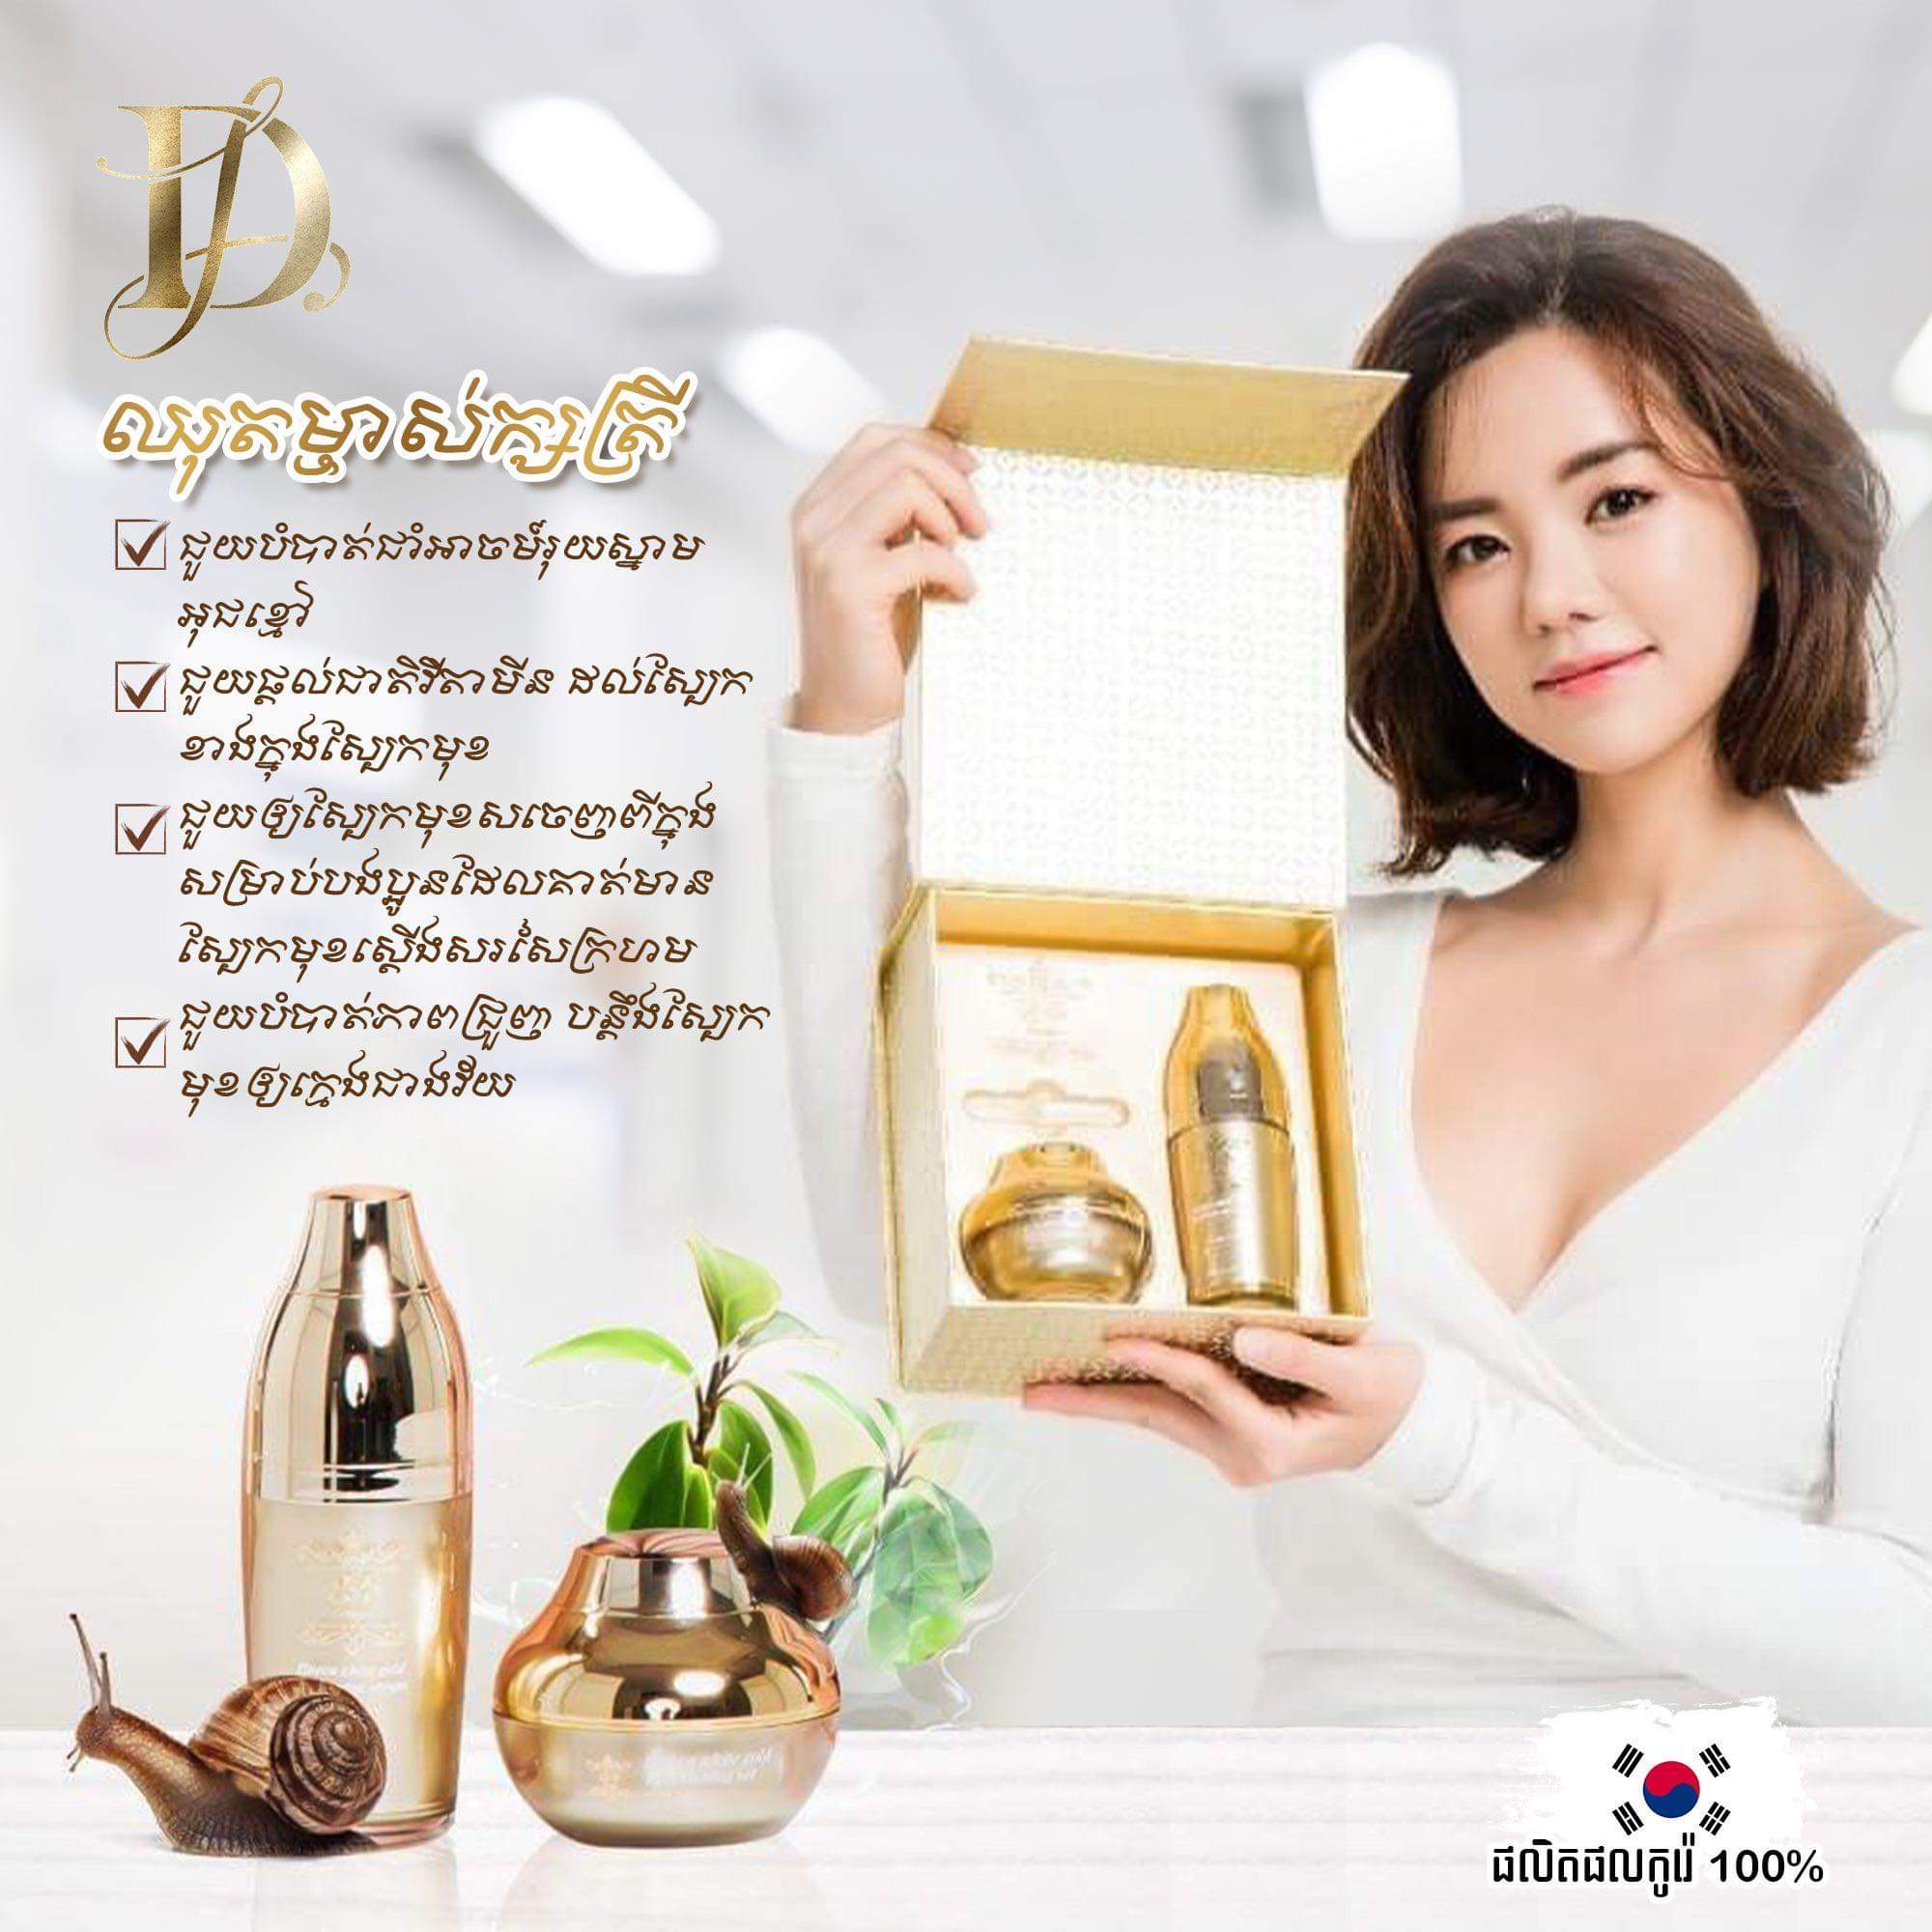 ឈុតម្ចាស់ក្សត្រី
ជួយបំបាត់ជាំអាចម៍រុយស្នាម
អុជខ្មៅ
ជួយផ្តល់ជាតិវីតាមីន ដល់ស្បែក
ខាងក្នុងស្បែកមុខ
ជួយឲ្យស្បែកមុខសចេញពីក្នុង
សម្រាប់បងប្អូនដែលគាត់មាន
ស្បែកមុខស្តើងសរសៃក្រហម
ជួយបំបាត់ភាពជ្រួញ បន្តឹងស្បែក
មុខឲ្យក្មេងជាងវ័យ
ផលិតផលកូរ៉េ 100%